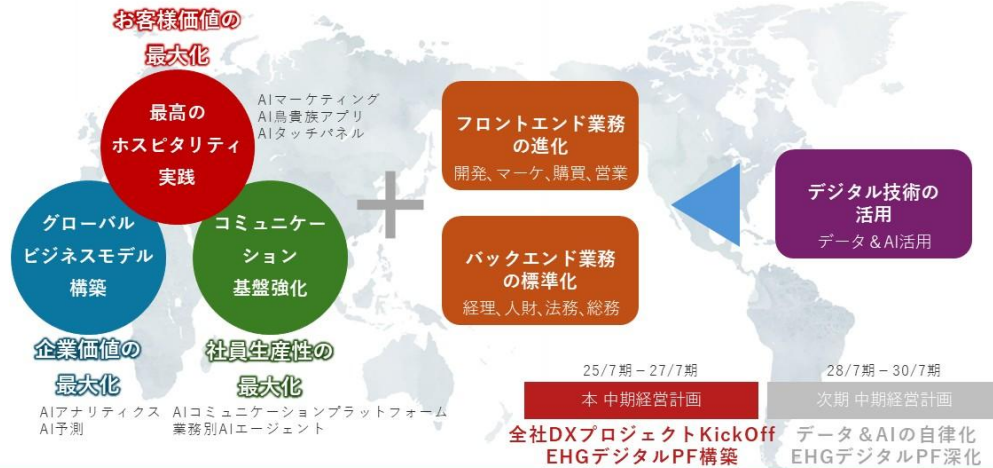 お客様価値の
最大化
最高の
ホスピタリティ
実践
AIマーケティング
AI鳥貴族アプリ
AIタッチパネル
グローバル
ビジネスモデル
構築
コミュニケー
ション
基盤強化
企業価値の
最大化
AIアナリティクス
AI予測
社員生産性の
最大化
AIコミュニケーションプラットフォーム
業務別AIエージェント
フロントエンド業務
の進化
開発、マーケ、購買、営業
バックエンド業務
の標準化
経理、人財、法務、総務
デジタル技術の
活用
データ&AI活用
25/7期-27/7期
本 中期経営計画
全社DXプロジェクトKickOff
EHGデジタルPF構築
28/7期-30/7期
次期 中期経営計画
データ&AIの自律化
EHGデジタルPF深化